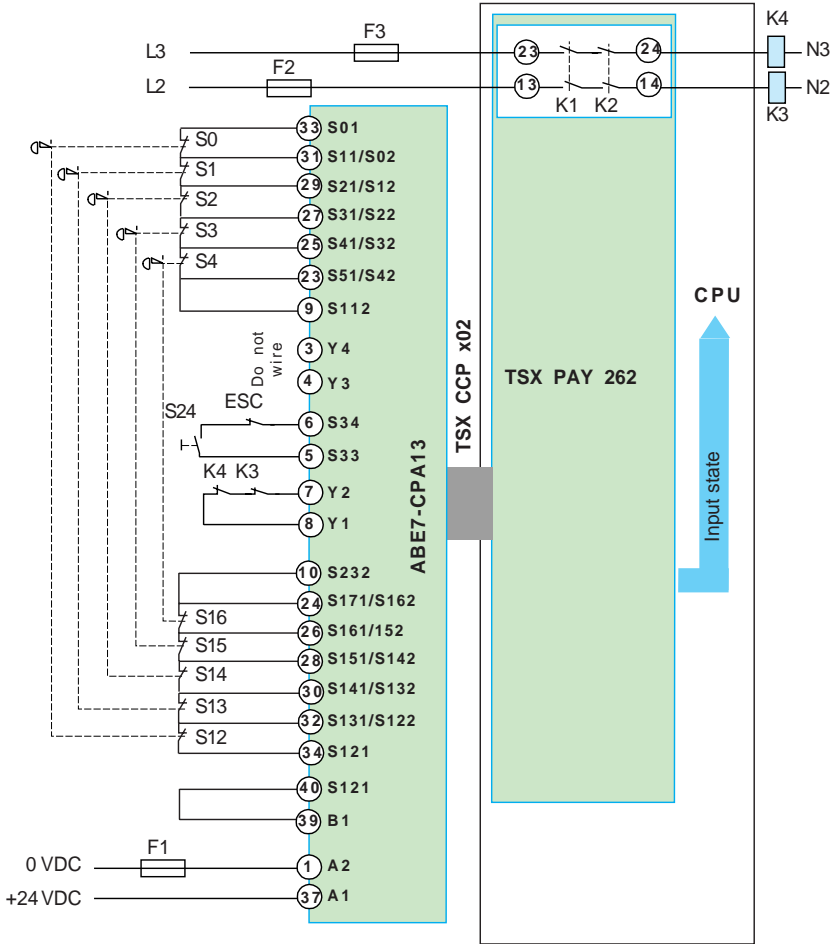 K4
F3
L3 23 24 N3
F2
L2 13 14 N2
K1 K2
K3
33 S01
S0
31 S11/S02
S1
29 S21/S12
S2
27 S31/S22
S3
25 S41/S32
S4
23 S51/S42
9 S112
CPU
Do not wire
3 Y4
4 Y3
TSX CCP x02
TSX PAY 262
ESC
S24
6 S34
5 S33
K4 K3
7 Y2
8 Y1
ABE7-CPA13
Input state
10 S232
24 S171/S162
S16
26 S161/152
S15
28 S151/S142
S14
30 S141/S132
S13
32 S131/S122
S12
34 S121
40 S121
39 B1
F1
0 VDC 1 A2
+24 VDC 37 A1